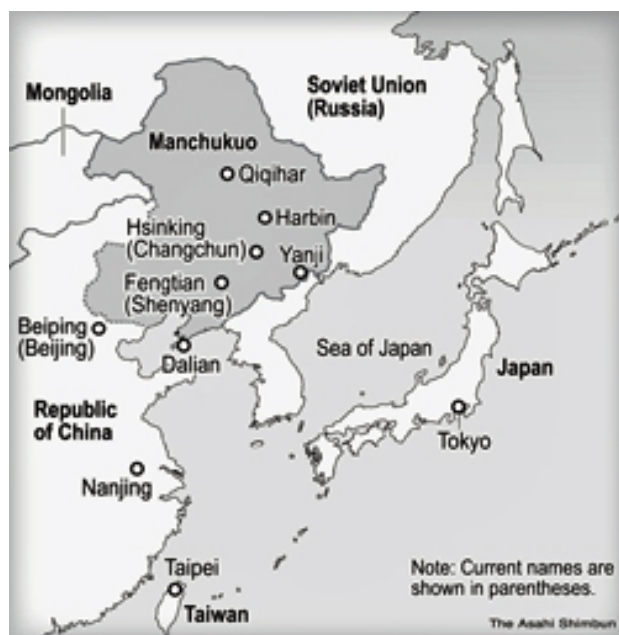 Soviet Union
(Russia)
Mongolia
Manchukuo
Qiqihar
Harbin
Hsinking
(Changchun)
Yanji
Fengtian
(Shenyang)
Beiping
(Beijing)
Dalian
Sea of Japan
Japan
Republic
of China
Tokyo
Nanjing
Taipei
Taiwan
Note: Current names are
shown in parentheses.
The Asahi Shimbun